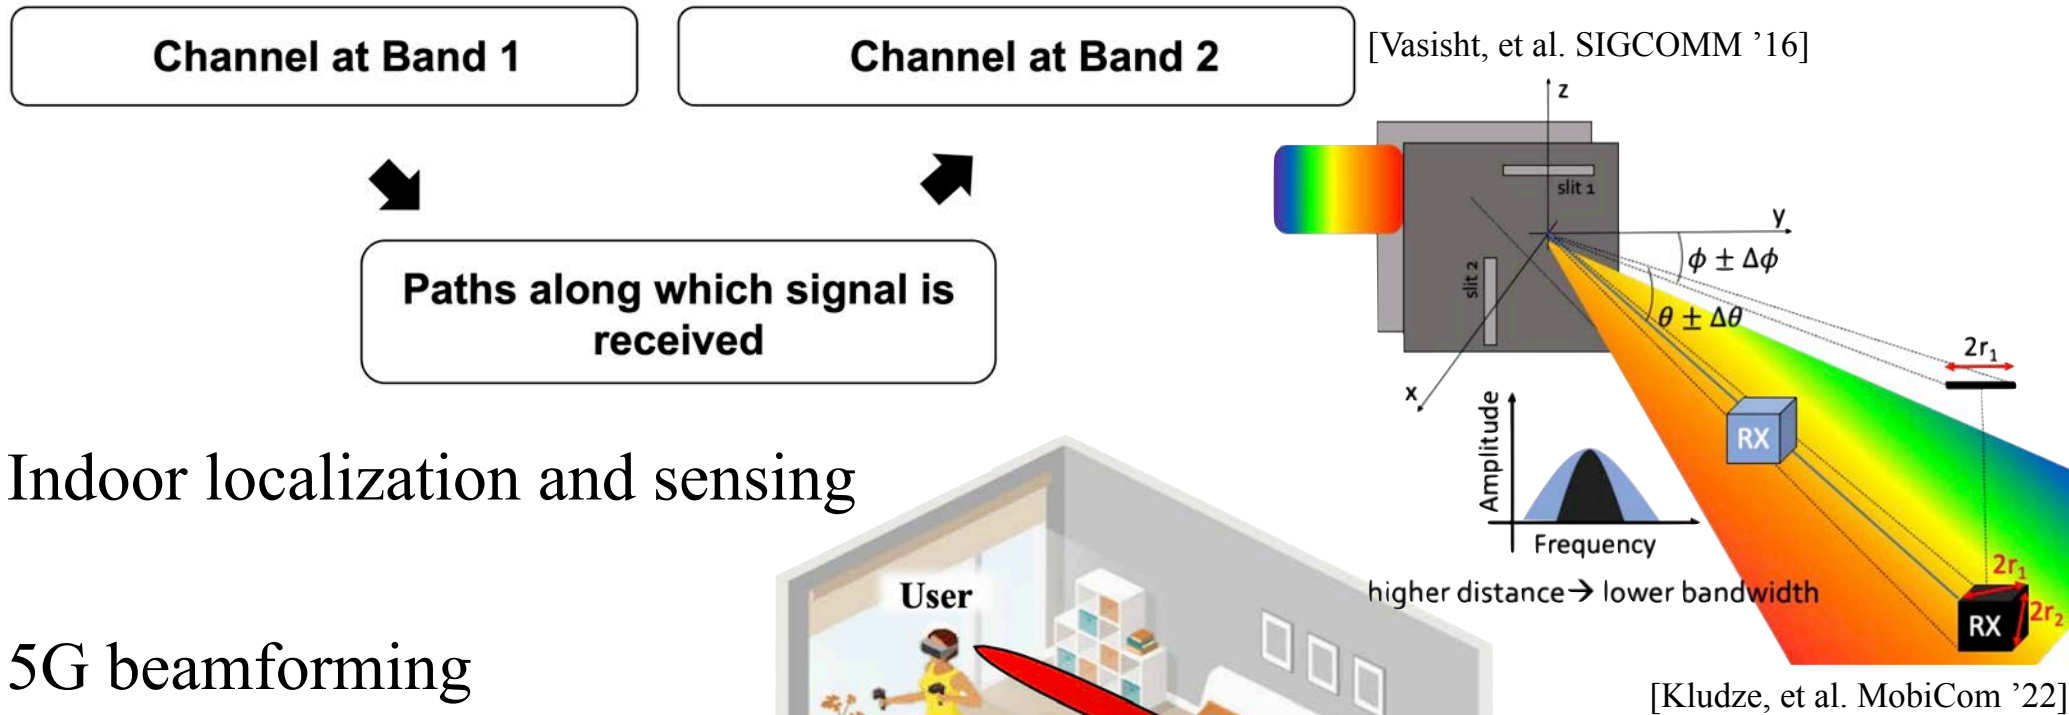 Channel at Band 1
Channel at Band 2
[Vasisht, et al. SIGCOMM ’16]
Paths along which signal is
received
z
slit 1
y
ϕ ± Δϕ
slit 2
θ ± Δθ
x
2r₁
RX
Amplitude
Frequency
higher distance→ lower bandwidth
2r₁
2r₂
RX
[Kludze, et al. MobiCom ’22]
Indoor localization and sensing
User
5G beamforming